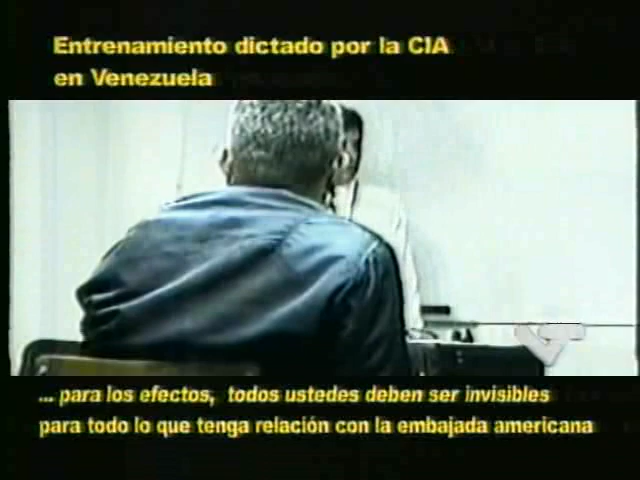 Entrenamiento dictado por la CIA
en Venezuela
... para los efectos, todos ustedes deben ser invisibles
para todo lo que tenga relación con la embajada americana